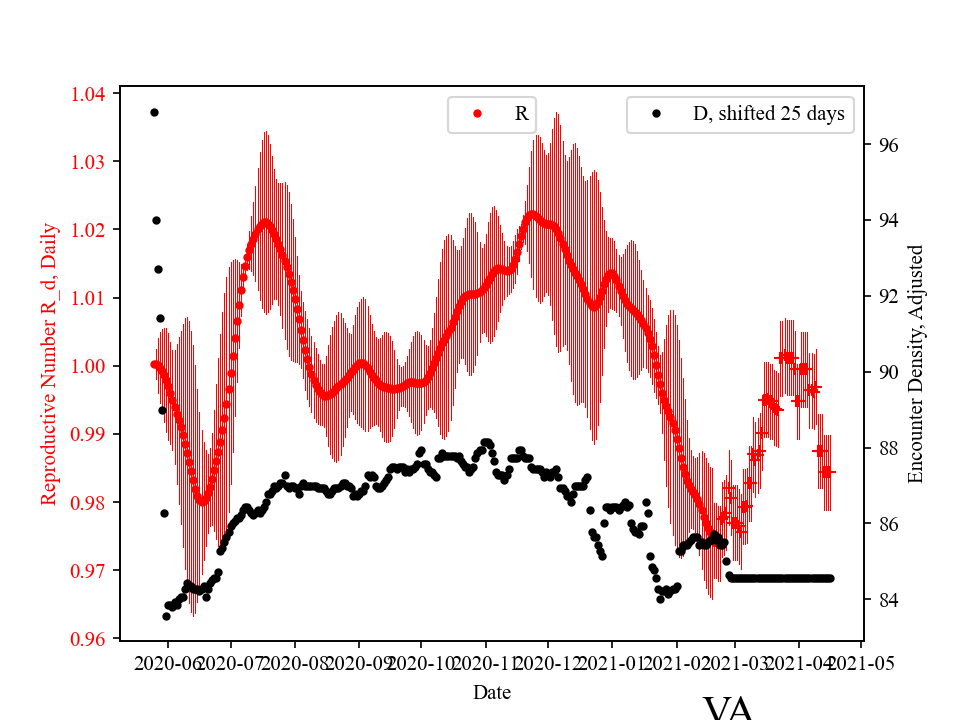 R
D, shifted 25 days
1.04
1.03
1.02
1.01
1.00
0.99
0.98
0.97
0.96
Reproductive Number R_d, Daily
96
94
92
90
88
86
84
Encounter Density, Adjusted
2020-06 2020-07 2020-08 2020-09 2020-10 2020-11 2020-12 2021-01 2021-02 2021-03 2021-04 2021-05
Date
VA